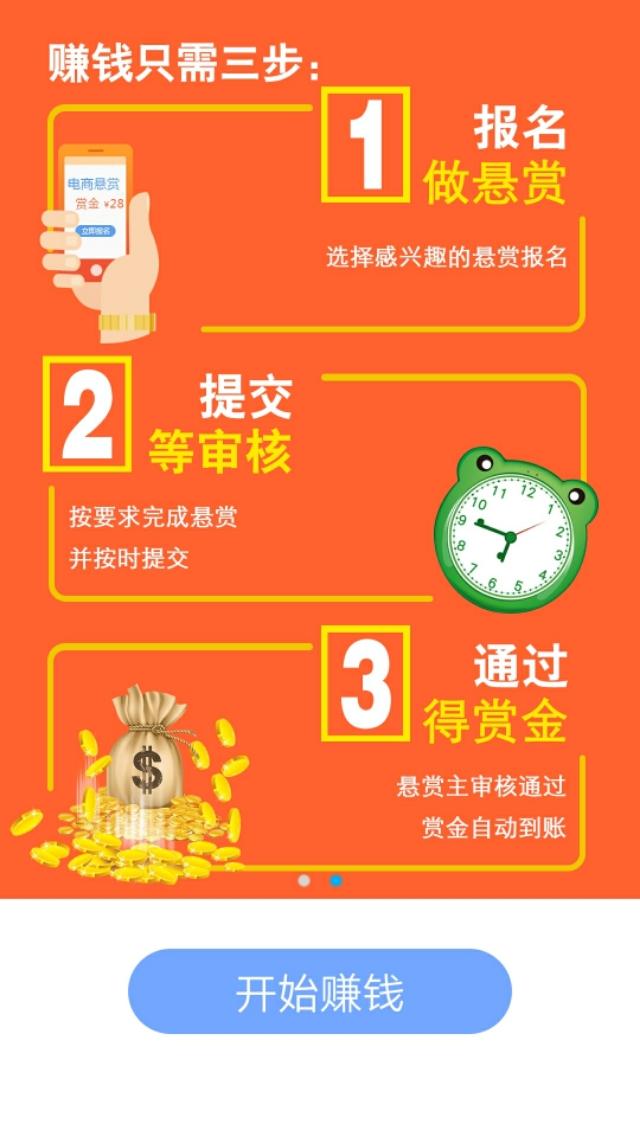 赚钱只需三步：
1
报名
做悬赏
电商悬赏
赏金 ¥28
立即报名
选择感兴趣的悬赏报名
2
提交
等审核
按要求完成悬赏
并按时提交
12
1
2
3
4
5
6
7
8
9
10
11
3
通过
得赏金
$
悬赏主审核通过
赏金自动到账
开始赚钱